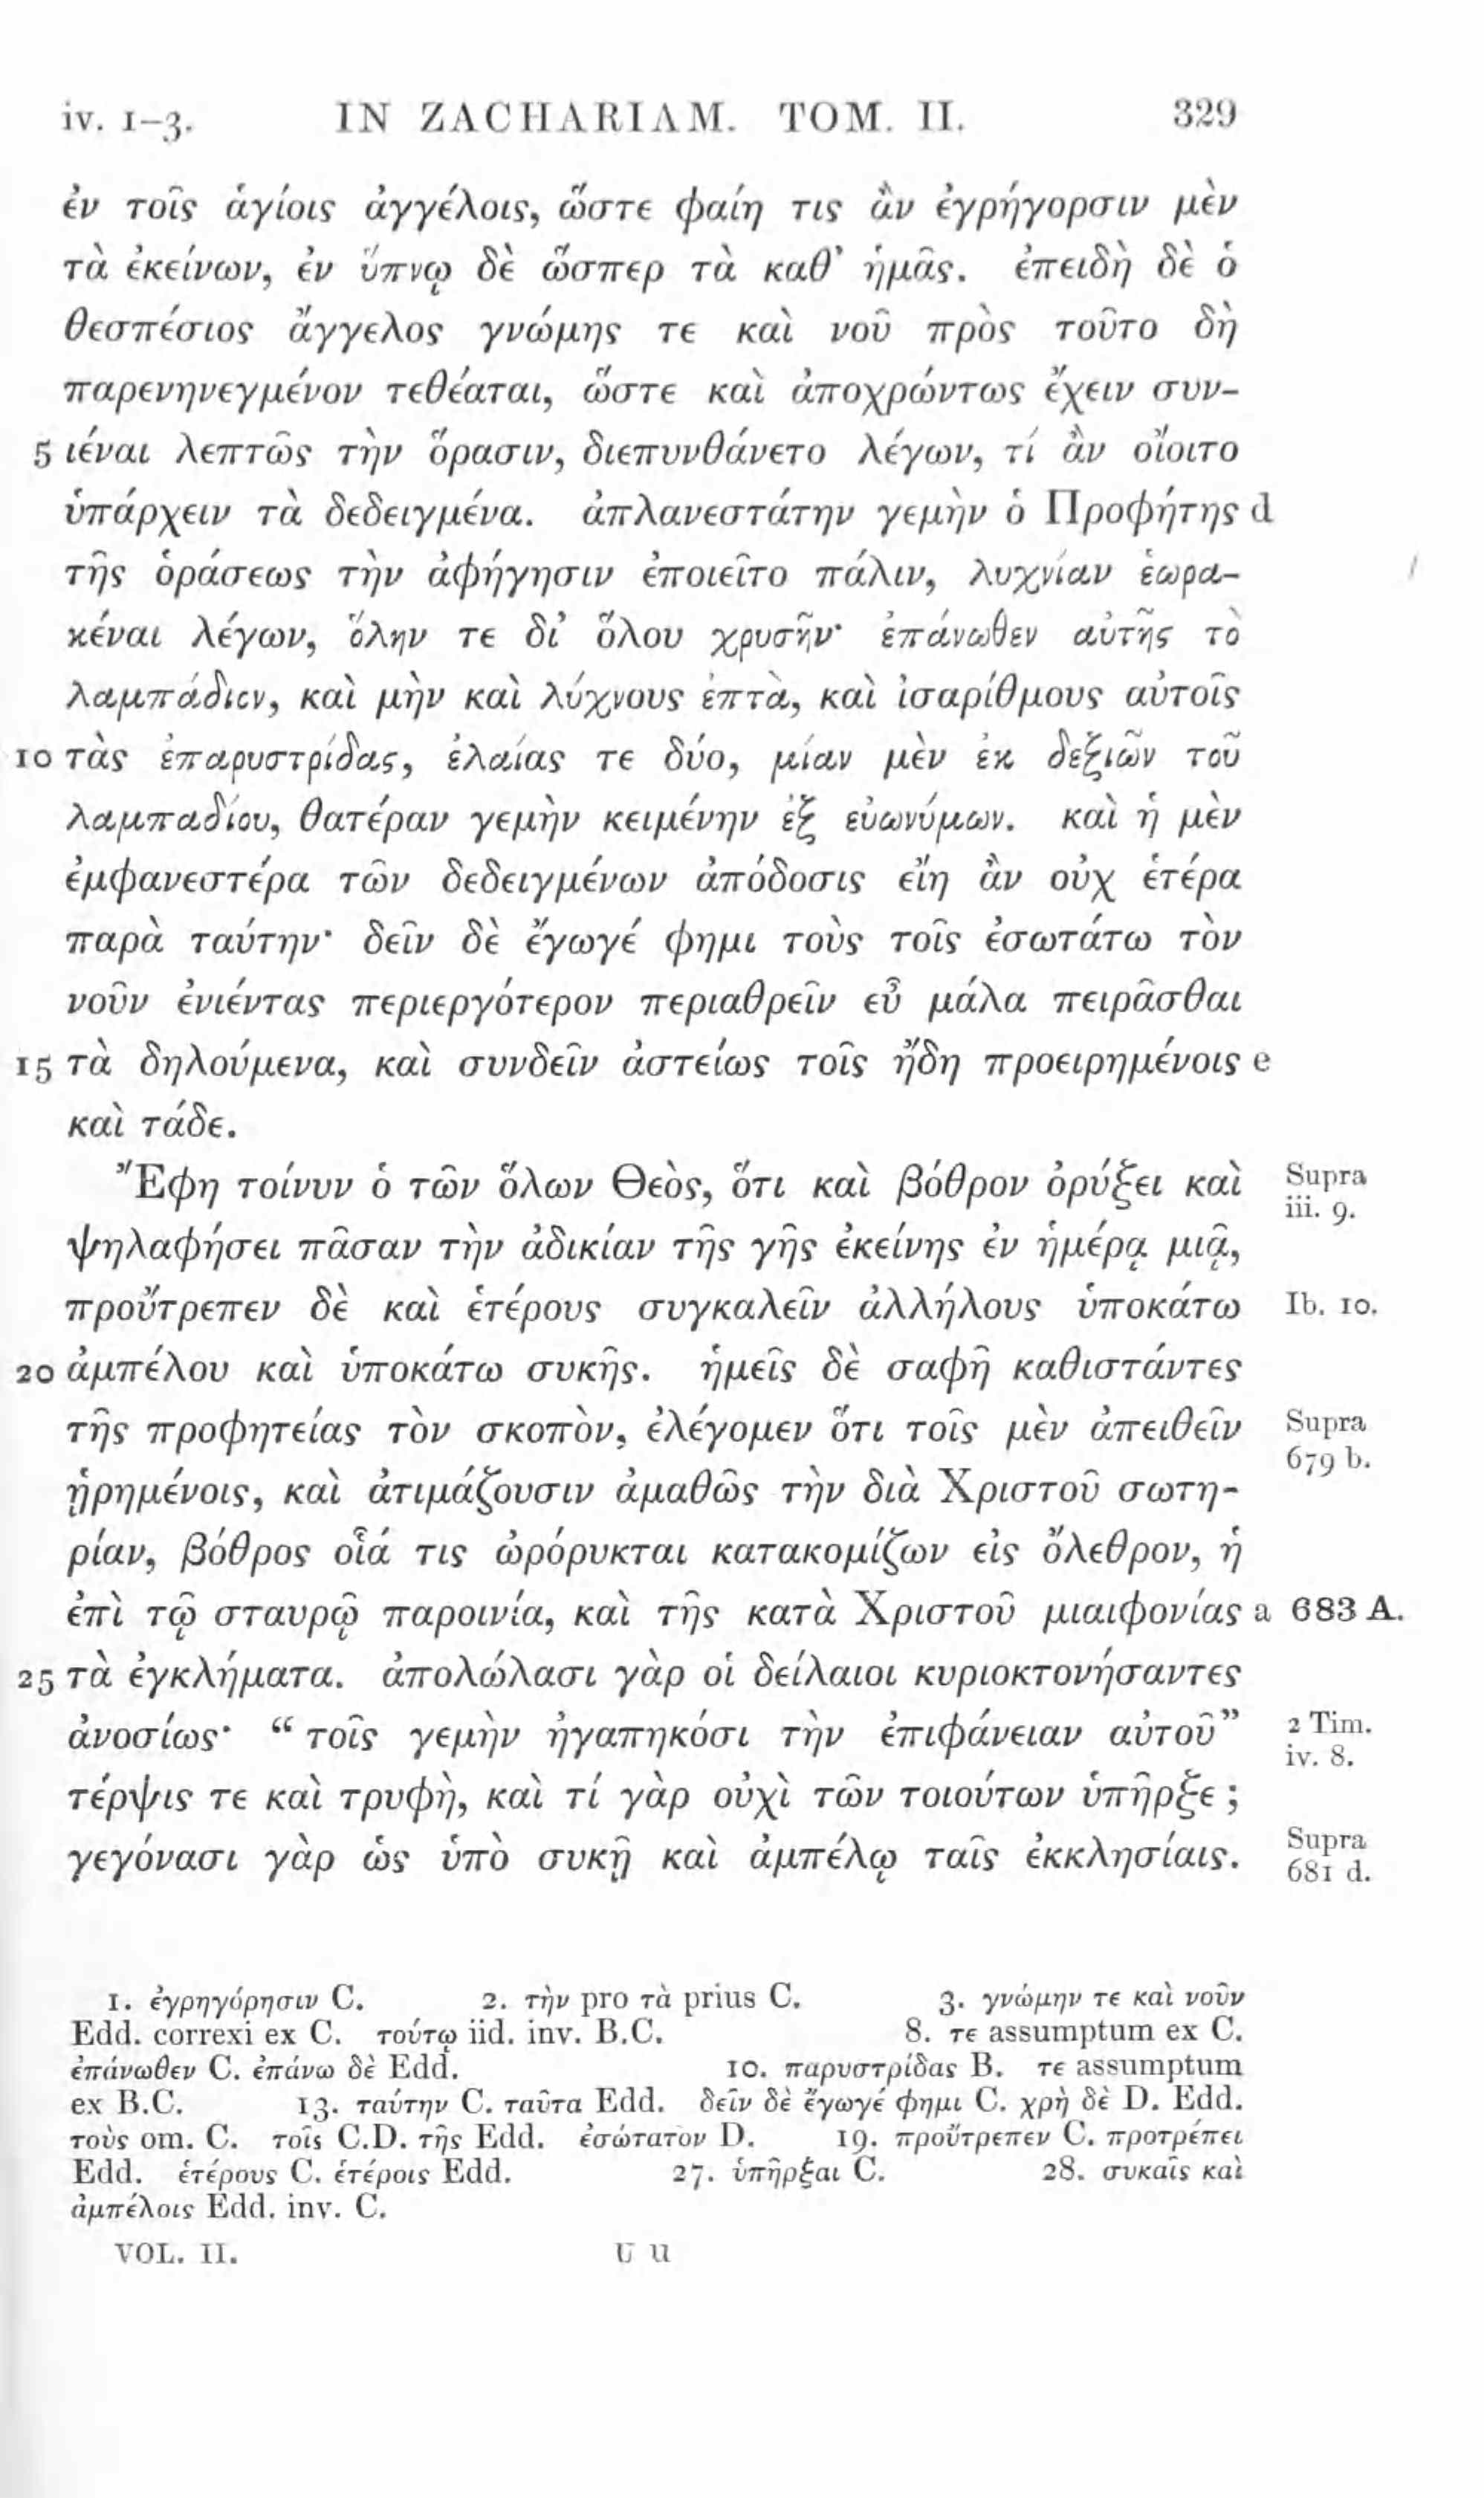 iv. 1-3. IN ZACHARIAM. TOM. II. 329
ἐν τοῖς ἁγίοις ἀγγέλοις, ὥστε φαίη τις ἂν ἐγρήγορσιν μὲν
τὰ ἐκείνων, ἐν ὕπνῳ δὲ ὥσπερ τὰ καθ’ ἡμᾶς. ἐπειδὴ δὲ ὁ
θεσπέσιος ἄγγελος γνώμης τε καὶ νοῦ πρὸς τοῦτο δὴ
παρενηνεγμένον τεθέαται, ὥστε καὶ ἀποχρώντως ἔχειν συν-
5 ιέναι λεπτῶς τὴν ὅρασιν, διεπυνθάνετο λέγων, τί ἂν οἴοιτο
ὑπάρχειν τὰ δεδειγμένα. ἀπλανεστάτην γεμὴν ὁ Προφήτης d
τῆς ὁράσεως τὴν ἀφήγησιν ἐποιεῖτο πάλιν, λυχνίαν ἑωρα-
κέναι λέγων, ὅλην τε δι’ ὅλου χρυσῆν· ἐπάνωθεν αὐτῆς τὸ
λαμπάδιον, καὶ μὴν καὶ λύχνους ἑπτὰ, καὶ ἰσαρίθμους αὐτοῖς
10 τὰς ἐπαρυστρίδας, ἐλαίας τε δύο, μίαν μὲν ἐκ δεξιῶν τοῦ
λαμπαδίου, θατέραν γεμὴν κειμένην ἐξ εὐωνύμων. καὶ ἡ μὲν
ἐμφανεστέρα τῶν δεδειγμένων ἀπόδοσις εἴη ἂν οὐχ ἑτέρα
παρὰ ταύτην· δεῖν δὲ ἔγωγέ φημι τοὺς τοῖς ἐσωτάτω τὸν
νοῦν ἐνιέντας περιεργότερον περιαθρεῖν εὖ μάλα πειρᾶσθαι
15 τὰ δηλούμενα, καὶ συνδεῖν ἀστείως τοῖς ἤδη προειρημένοις e
καὶ τάδε.
Ἔφη τοίνυν ὁ τῶν ὅλων Θεὸς, ὅτι καὶ βόθρον ὀρύξει καὶ Supra
iii. 9.
ψηλαφήσει πᾶσαν τὴν ἀδικίαν τῆς γῆς ἐκείνης ἐν ἡμέρᾳ μιᾷ,
προὔτρεπεν δὲ καὶ ἑτέρους συγκαλεῖν ἀλλήλους ὑποκάτω Ib. 10.
20 ἀμπέλου καὶ ὑποκάτω συκῆς. ἡμεῖς δὲ σαφῆ καθιστάντες
τῆς προφητείας τὸν σκοπὸν, ἐλέγομεν ὅτι τοῖς μὲν ἀπειθεῖν Supra
679 b.
ᾑρημένοις, καὶ ἀτιμάζουσιν ἀμαθῶς τὴν διὰ Χριστοῦ σωτη-
ρίαν, βόθρος οἷά τις ὠρόρυκται κατακομίζων εἰς ὄλεθρον, ἡ
ἐπὶ τῷ σταυρῷ παροινία, καὶ τῆς κατὰ Χριστοῦ μιαιφονίας a 683 A.
25 τὰ ἐγκλήματα. ἀπολώλασι γὰρ οἱ δείλαιοι κυριοκτονήσαντες
ἀνοσίως· “ τοῖς γεμὴν ἠγαπηκόσι τὴν ἐπιφάνειαν αὐτοῦ” 2 Tim.
iv. 8.
τέρψις τε καὶ τρυφὴ, καὶ τί γὰρ οὐχὶ τῶν τοιούτων ὑπῆρξε ;
γεγόνασι γὰρ ὡς ὑπὸ συκῇ καὶ ἀμπέλῳ ταῖς ἐκκλησίαις. Supra
681 d.
1. ἐγρηγόρησιν C. 2. τὴν pro τὰ prius C. 3. γνώμην τε καὶ νοῦν
Edd. correxi ex C. τούτῳ iid. inv. B.C. 8. τε assumptum ex C.
ἐπάνωθεν C. ἐπάνω δὲ Edd. 10. παρυστρίδας B. τε assumptum
ex B.C. 13. ταύτην C. ταῦτα Edd. δεῖν δὲ ἔγωγέ φημι C. χρὴ δὲ D. Edd.
τοὺς om. C. τοῖς C.D. τῆς Edd. ἐσώτατον D. 19. προὔτρεπεν C. προτρέπει
Edd. ἑτέρους C. ἑτέροις Edd. 27. ὑπῆρξαι C. 28. συκαῖς καὶ
ἀμπέλοις Edd. inv. C.
VOL. II. U u